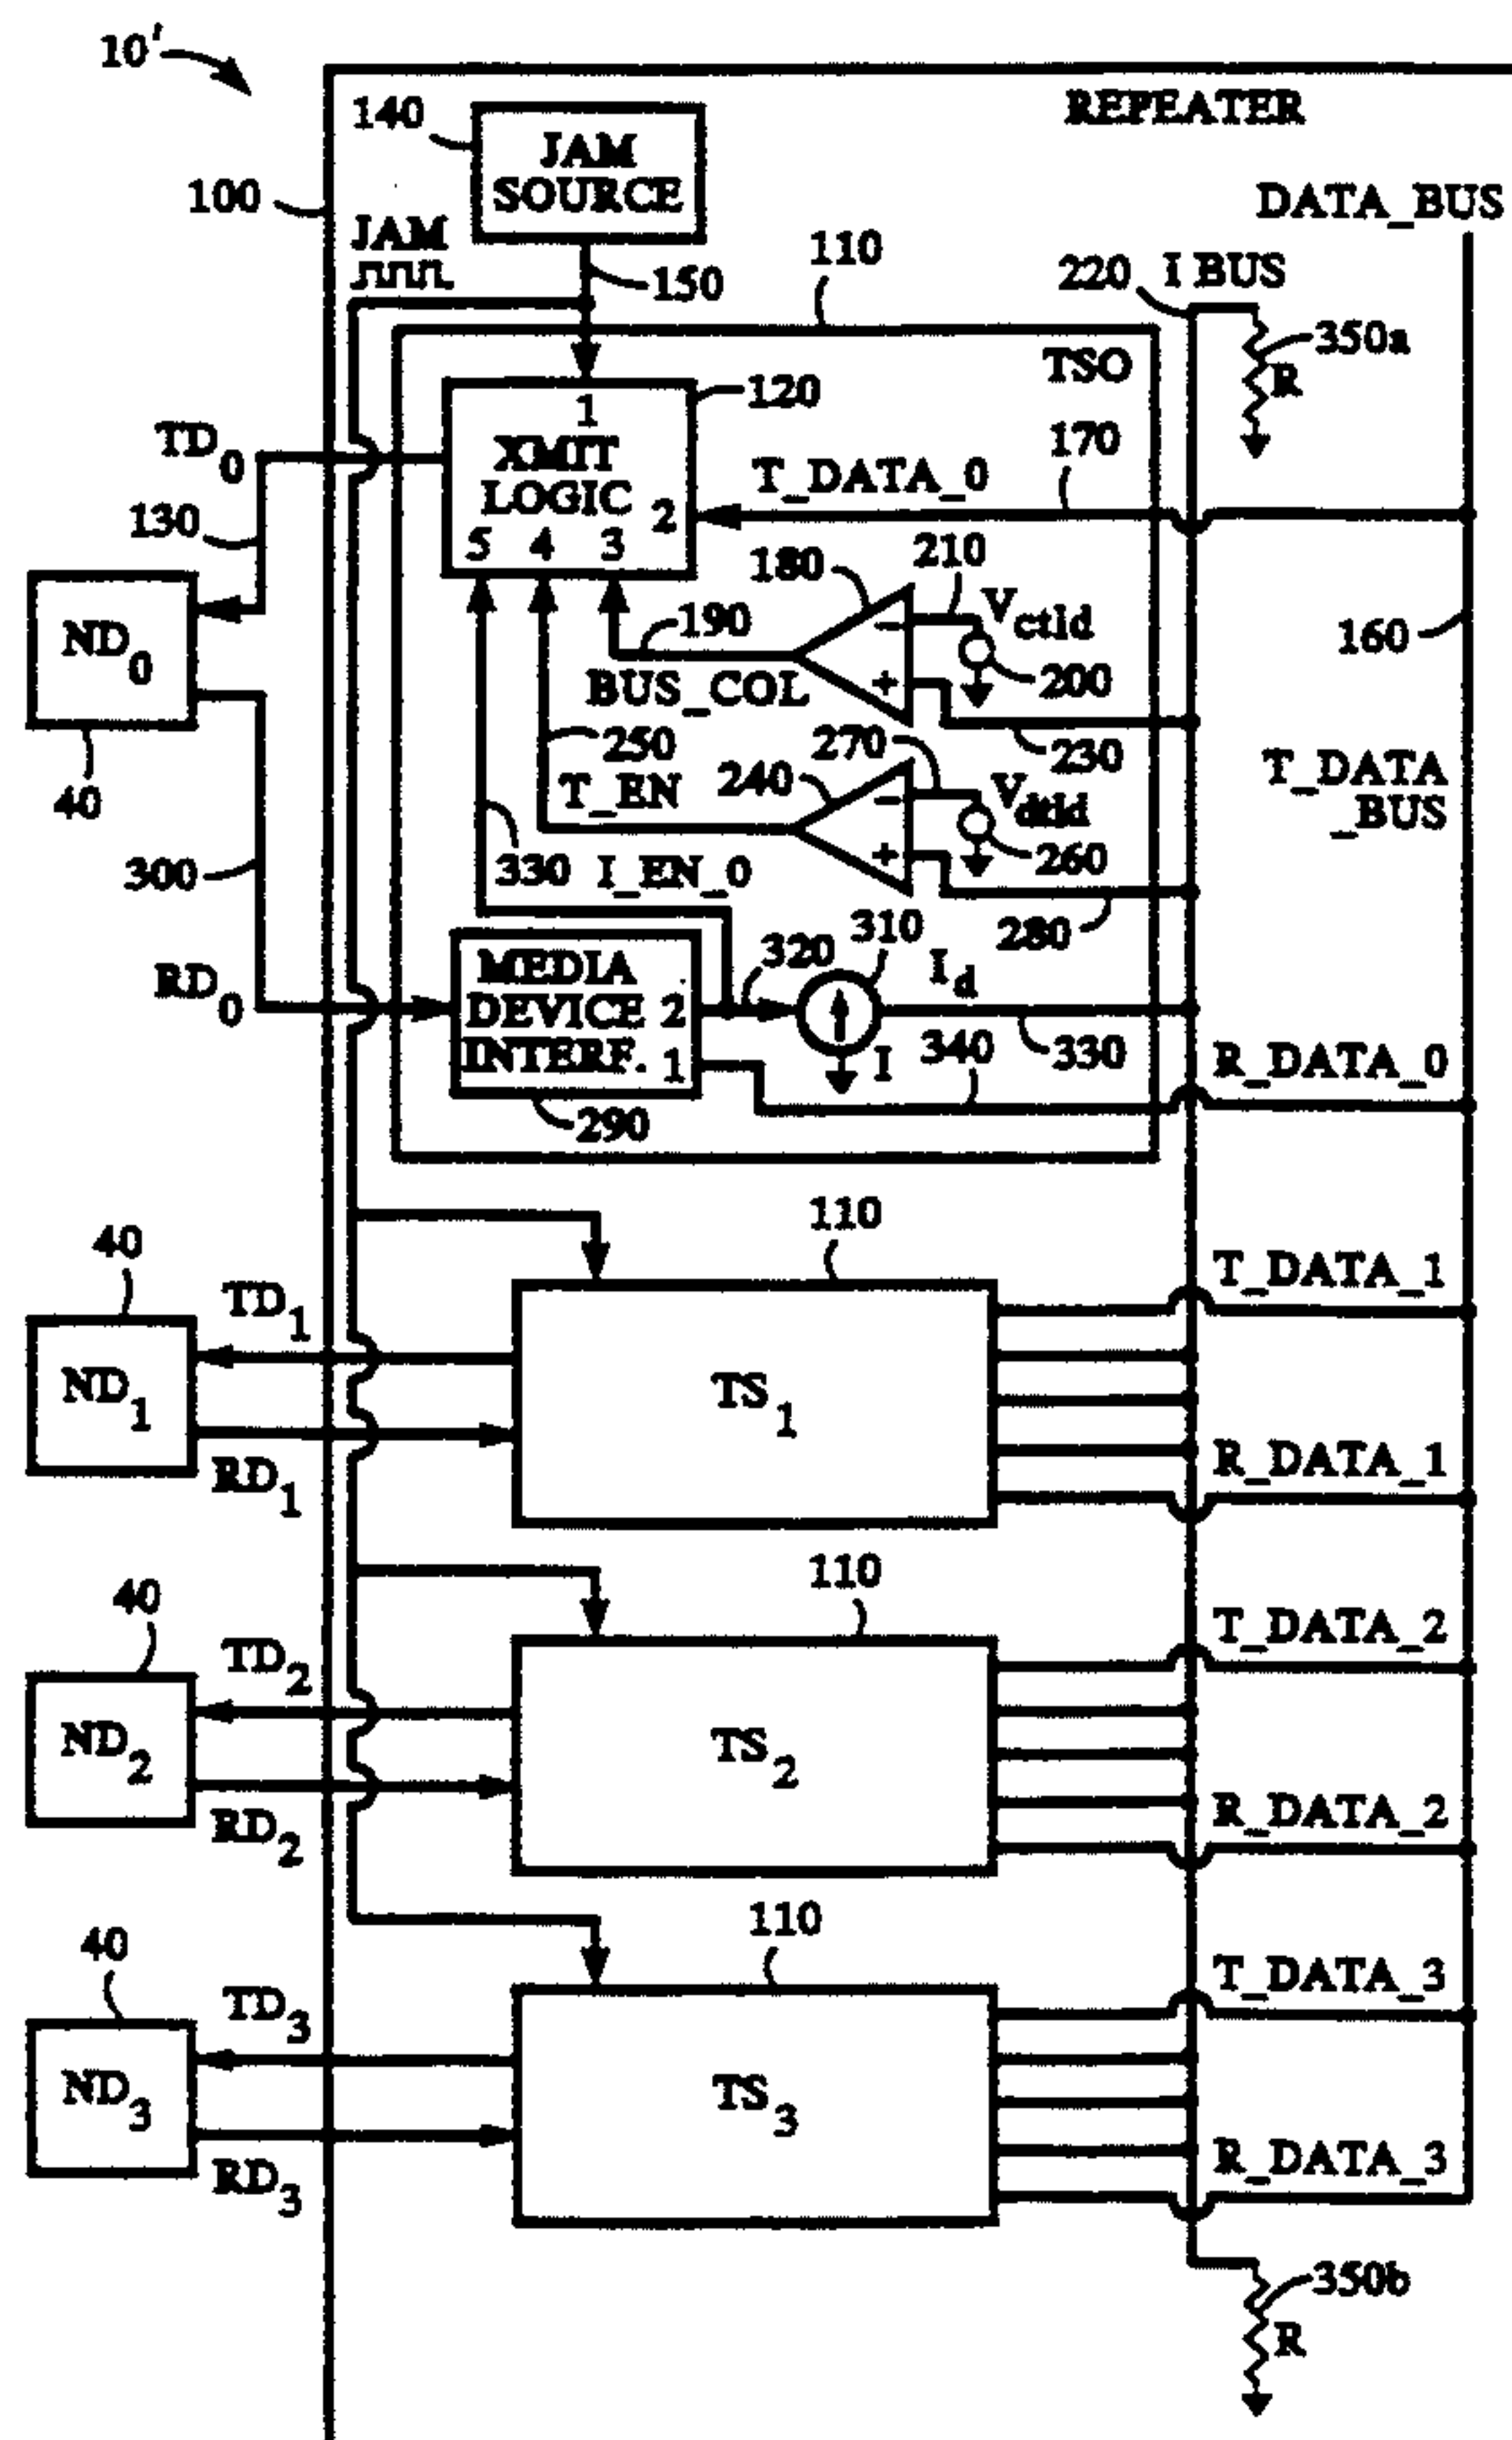 10'
REPEATER
140
JAM
SOURCE
100
DATA_BUS
JAM
150
110
220
I BUS
350a
R
TSO
120
1
XMIT
LOGIC
2
5 4 3
TD0
T_DATA_0
170
130
180
210
Vctld
ND0
190
160
200
BUS_COL
250
270
230
T_DATA
_BUS
40
T_EN
240
Vdtld
300
330
I_EN_0
260
280
310
RD0
MEDIA
DEVICE 2
INTERF. 1
320
Id
I
340
330
R_DATA_0
290
40
110
TD1
T_DATA_1
ND1
TS1
RD1
R_DATA_1
40
110
TD2
T_DATA_2
ND2
TS2
RD2
R_DATA_2
40
110
TD3
T_DATA_3
ND3
TS3
RD3
R_DATA_3
350b
R